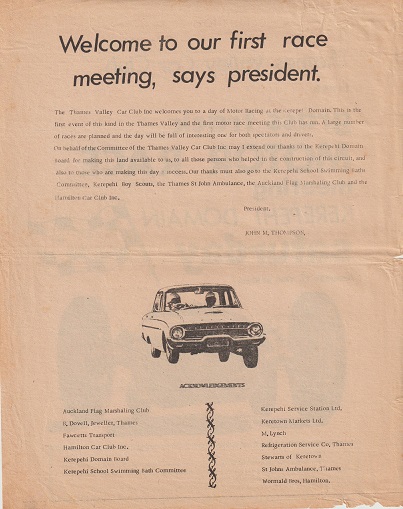 Welcome to our first race
meeting, says president.
The Thames Valley Car Club Inc welcomes you to a day of Motor Racing at the Kerepehi Domain. This is the
first event of this kind in the Thames Valley and the first motor race meeting this Club has run. A large number
of races are planned and the day will be full of interesting one for both spectators and drivers.
On behalf of the Committee of the Thames Valley Car Club Inc may I extend our thanks to the Kerepehi Domain
Board for making this land available to us, to all those people who helped in the construction of this circuit, and
also to those who are making this day a success. Our thanks must also go to the Kerepehi School Swimming Bath
Committee, Kerepehi Boy Scouts, the Thames St John Ambulance, the Auckland Flag Marshaling Club and the
Hamilton Car Club Inc.
President.
JOHN M. THOMPSON.
ACKNOWLEDGEMENTS
Auckland Flag Marshaling Club
Dovell, Jeweller, Thames
Fawcetts Transport
Hamilton Car Club Inc.
Kerepehi Domain Board
Kerepehi School Swimming Bath Committee
Kerepehi Service Station Ltd.
Keretown Markets Ltd.
M. Lynch
Refrigeration Service Co, Thames
Stewarts of Keretown
St Johns Ambulance, Thames
Wormald Bros, Hamilton.